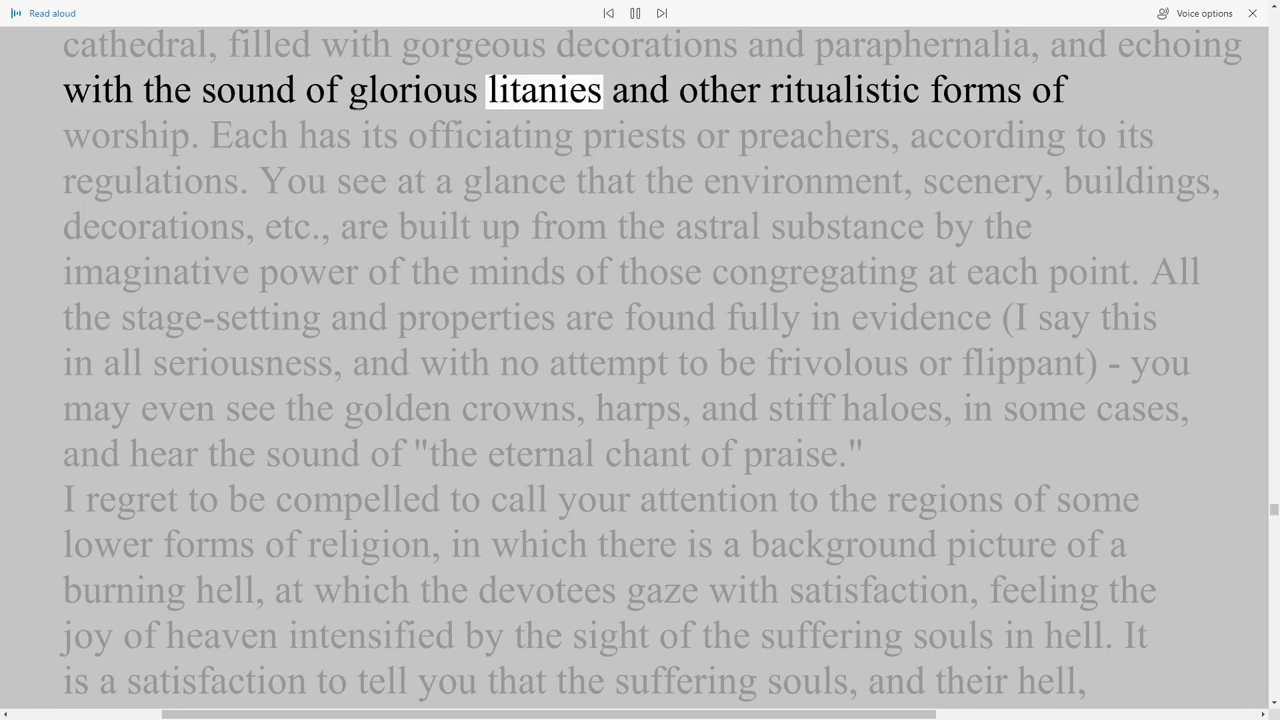 Read aloud
Voice options
cathedral, filled with gorgeous decorations and paraphernalia, and echoing
with the sound of glorious litanies and other ritualistic forms of
worship. Each has its officiating priests or preachers, according to its
regulations. You see at a glance that the environment, scenery, buildings,
decorations, etc., are built up from the astral substance by the
imaginative power of the minds of those congregating at each point. All
the stage-setting and properties are found fully in evidence (I say this
in all seriousness, and with no attempt to be frivolous or flippant) - you
may even see the golden crowns, harps, and stiff haloes, in some cases,
and hear the sound of "the eternal chant of praise."
I regret to be compelled to call your attention to the regions of some
lower forms of religion, in which there is a background picture of a
burning hell, at which the devotees gaze with satisfaction, feeling the
joy of heaven intensified by the sight of the suffering souls in hell. It
is a satisfaction to tell you that the suffering souls, and their hell,